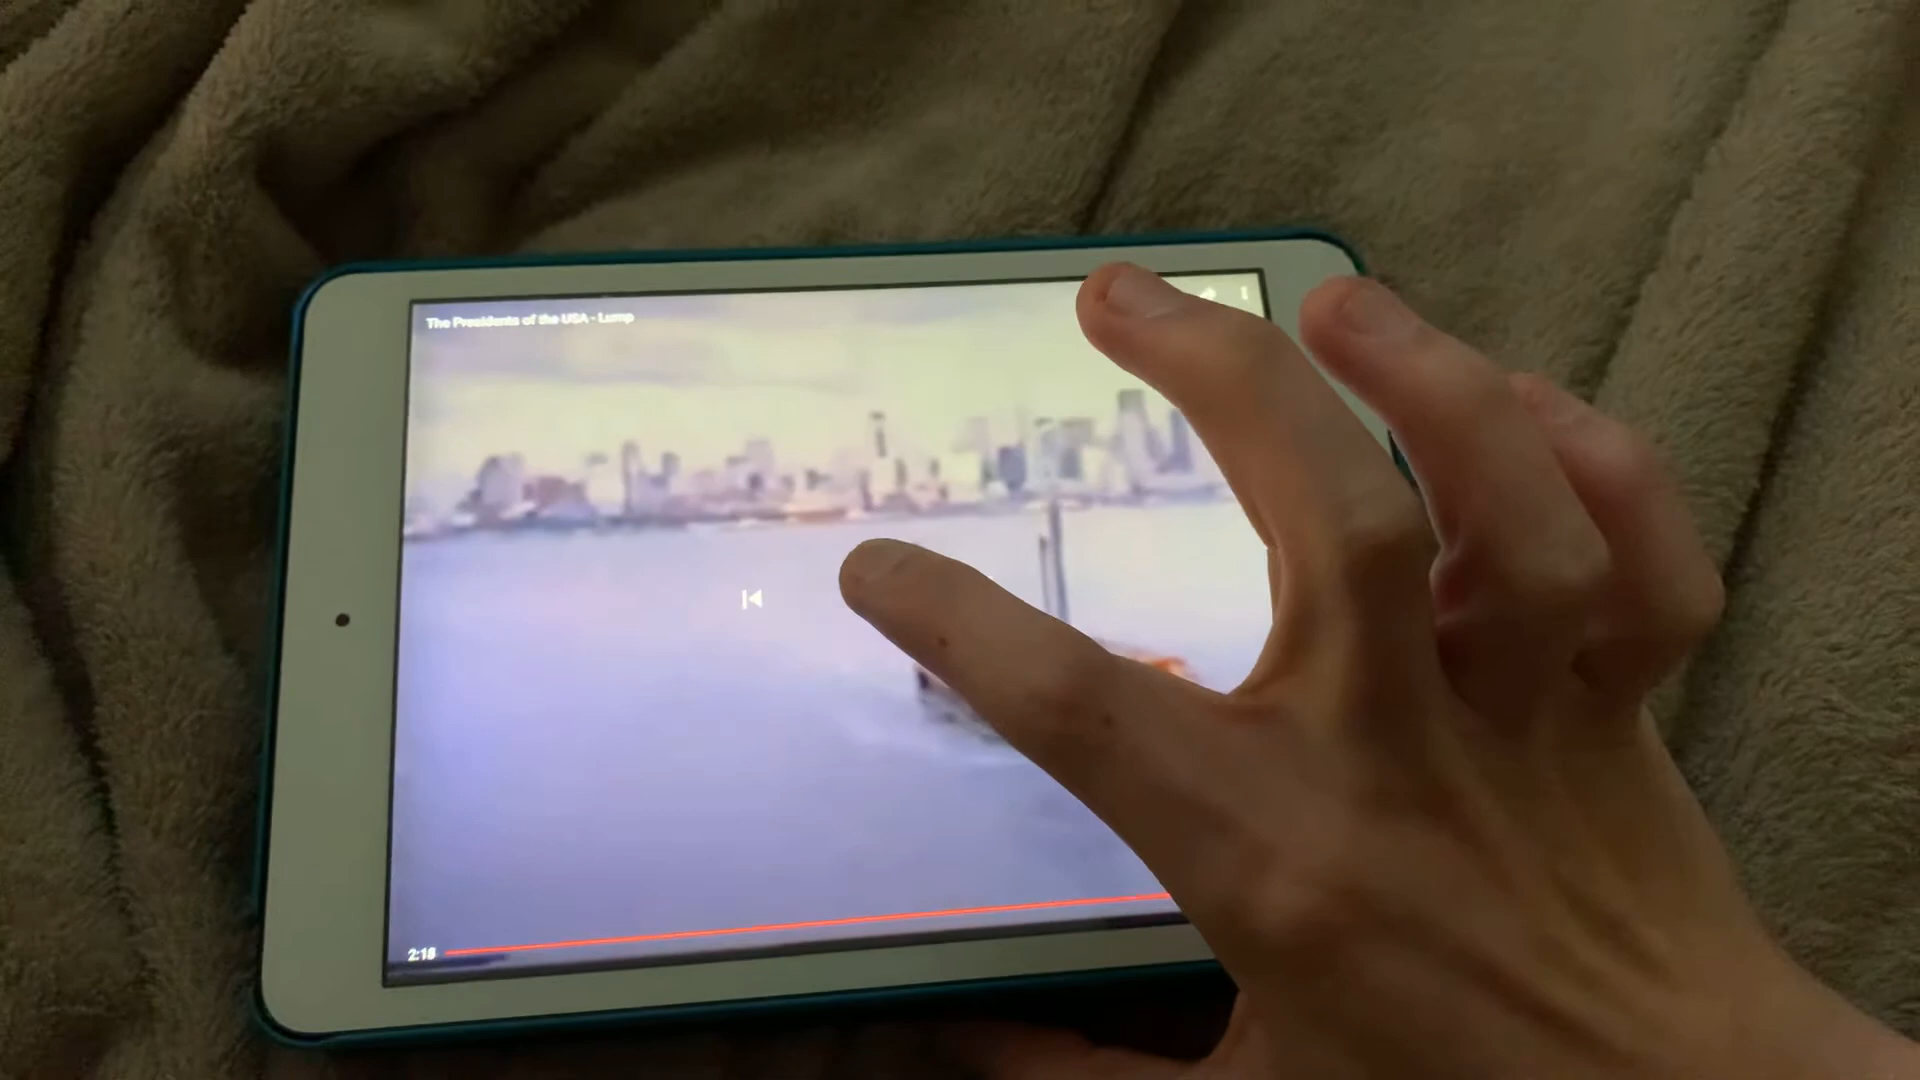 The Presidents of the USA - Lump
2:18